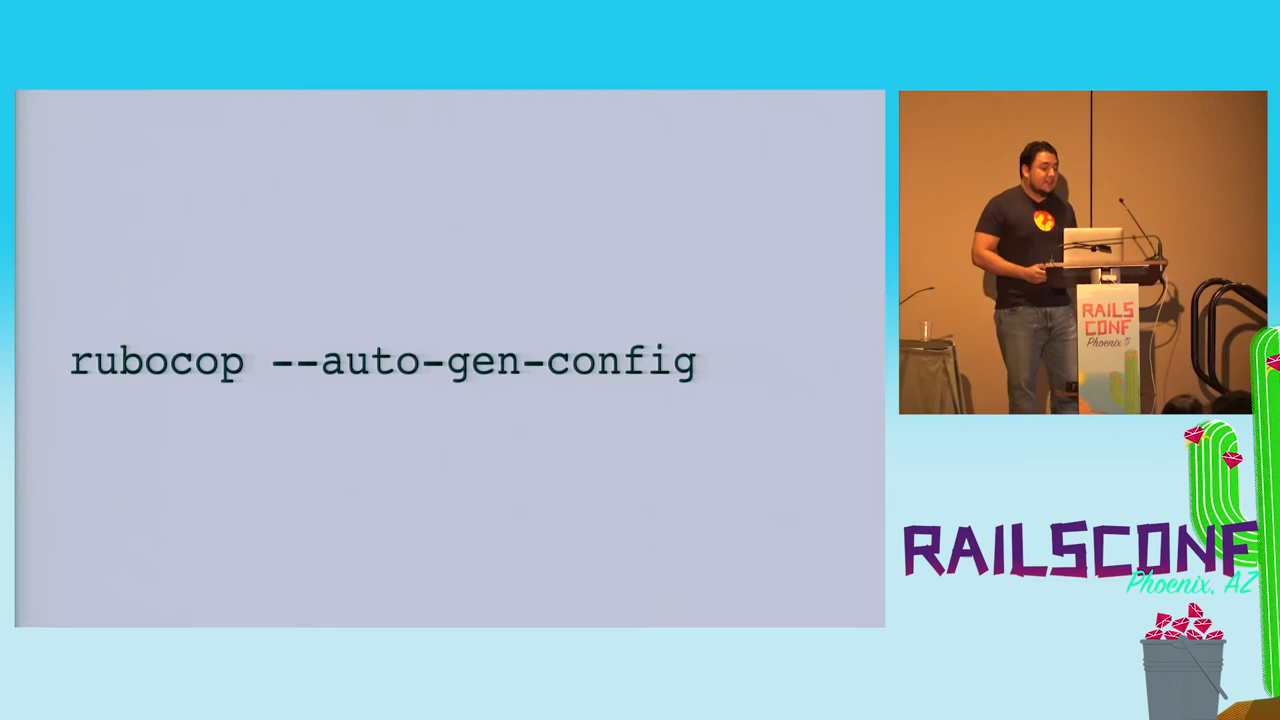 rubocop --auto-gen-config
RAILS
CONF
Phoenix, AZ
RAILSCONF
Phoenix, AZ